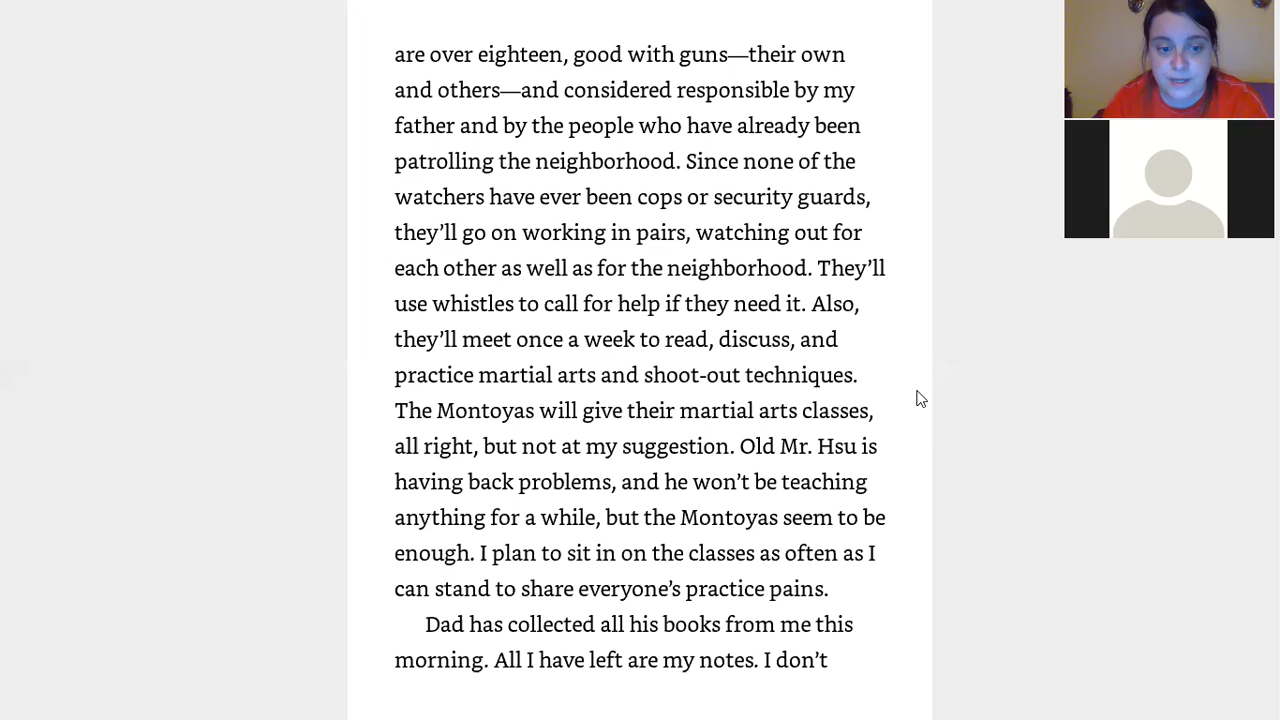 are over eighteen, good with guns—their own
and others—and considered responsible by my
father and by the people who have already been
patrolling the neighborhood. Since none of the
watchers have ever been cops or security guards,
they’ll go on working in pairs, watching out for
each other as well as for the neighborhood. They’ll
use whistles to call for help if they need it. Also,
they’ll meet once a week to read, discuss, and
practice martial arts and shoot-out techniques.
The Montoyas will give their martial arts classes,
all right, but not at my suggestion. Old Mr. Hsu is
having back problems, and he won’t be teaching
anything for a while, but the Montoyas seem to be
enough. I plan to sit in on the classes as often as I
can stand to share everyone’s practice pains.
Dad has collected all his books from me this
morning. All I have left are my notes. I don’t